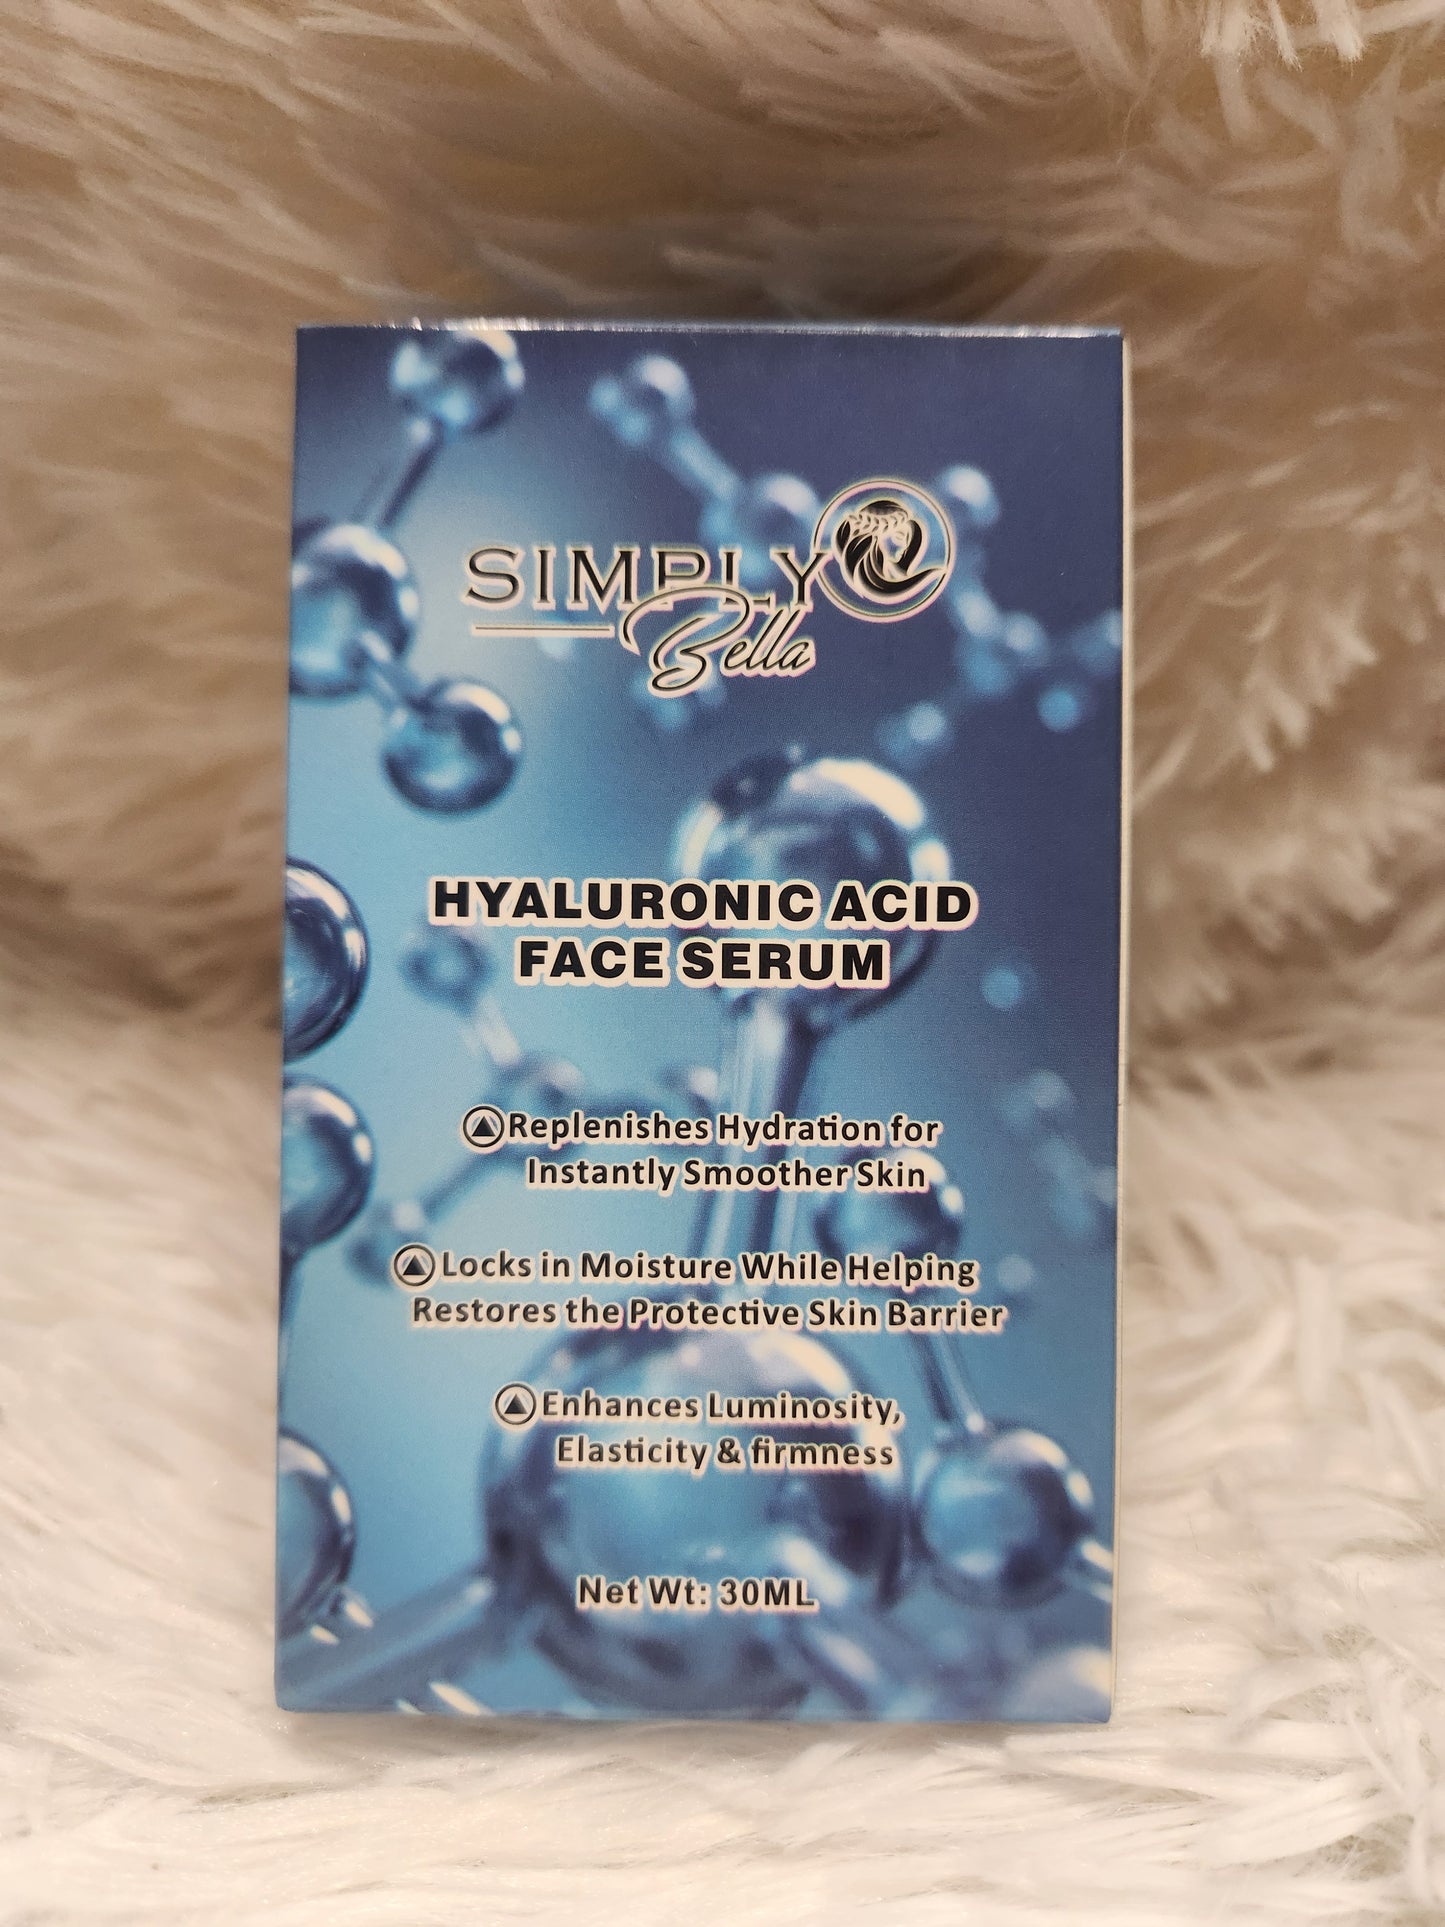 SIMPLY
Bella
HYALURONIC ACID
FACE SERUM
Replenishes Hydration for
Instantly Smoother Skin
Locks in Moisture While Helping
Restores the Protective Skin Barrier
Enhances Luminosity,
Elasticity & firmness
Net Wt: 30ML